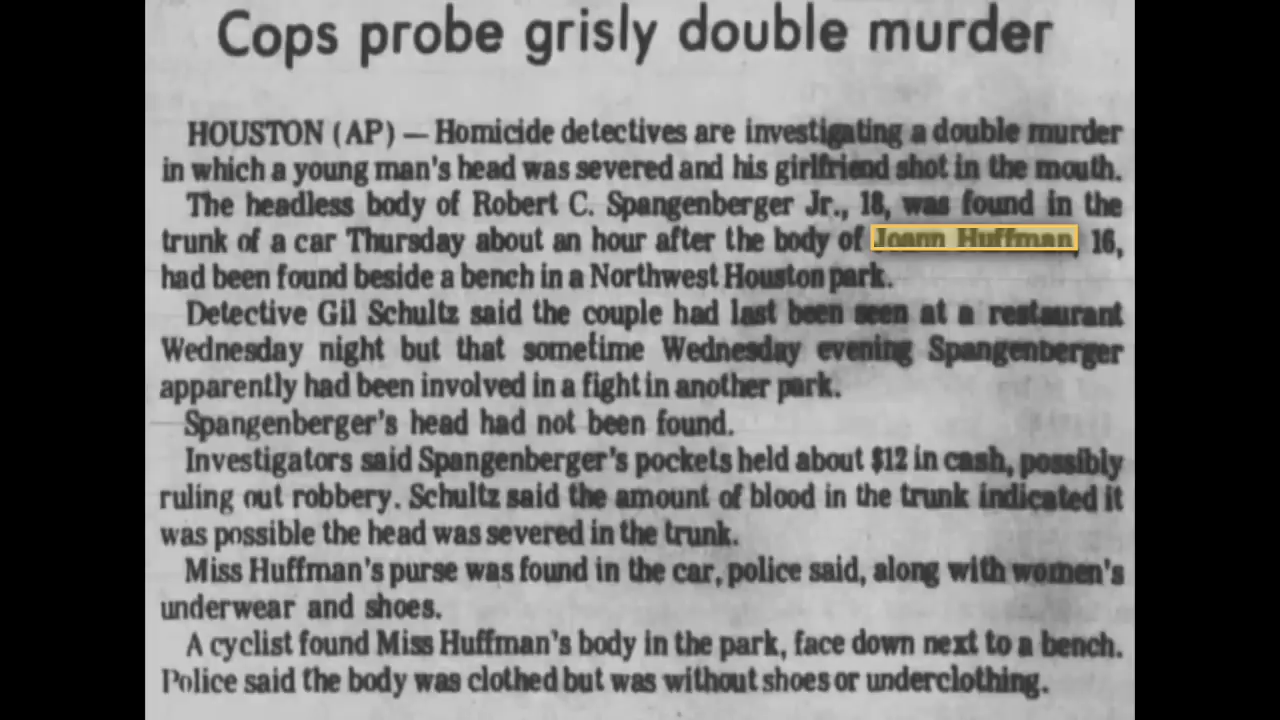 Cops probe grisly double murder
HOUSTON (AP) — Homicide detectives are investigating a double murder
in which a young man's head was severed and his girlfriend shot in the mouth.
The headless body of Robert C. Spangenberger Jr., 18, was found in the
trunk of a car Thursday about an hour after the body of Joann Huffman, 16,
had been found beside a bench in a Northwest Houston park.
Detective Gil Schultz said the couple had last been seen at a restaurant
Wednesday night but that sometime Wednesday evening Spangenberger
apparently had been involved in a fight in another park.
Spangenberger's head had not been found.
Investigators said Spangenberger's pockets held about $12 in cash, possibly
ruling out robbery. Schultz said the amount of blood in the trunk indicated it
was possible the head was severed in the trunk.
Miss Huffman's purse was found in the car, police said, along with women's
underwear and shoes.
A cyclist found Miss Huffman's body in the park, face down next to a bench.
Police said the body was clothed but was without shoes or underclothing.